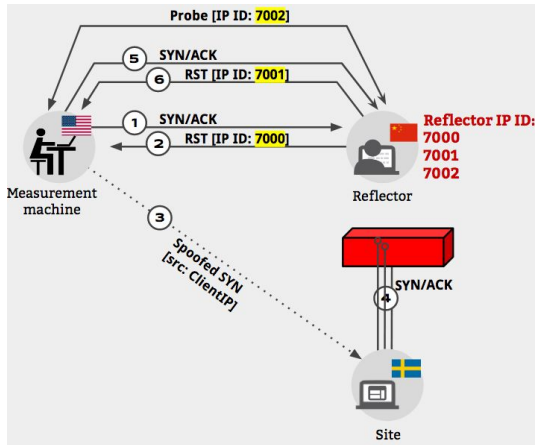 Probe [IP ID: 7002]
5
SYN/ACK
6
RST [IP ID: 7001]
1
SYN/ACK
2
RST [IP ID: 7000]
Reflector IP ID:
7000
7001
7002
Measurement
machine
Reflector
3
Spoofed SYN
[src: ClientIP]
SYN/ACK
4
Site